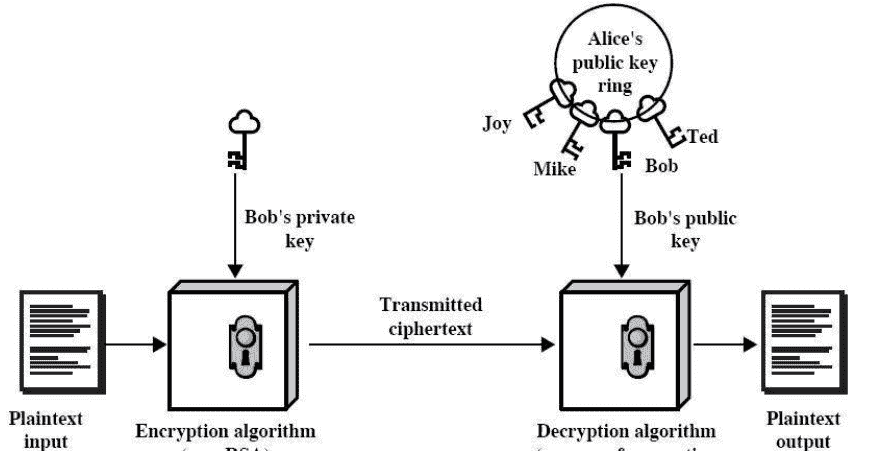 Alice's
public key
ring
Joy
Mike
Bob
Ted
Bob's private
key
Bob's public
key
Transmitted
ciphertext
Plaintext
input
Encryption algorithm
Decryption algorithm
Plaintext
output